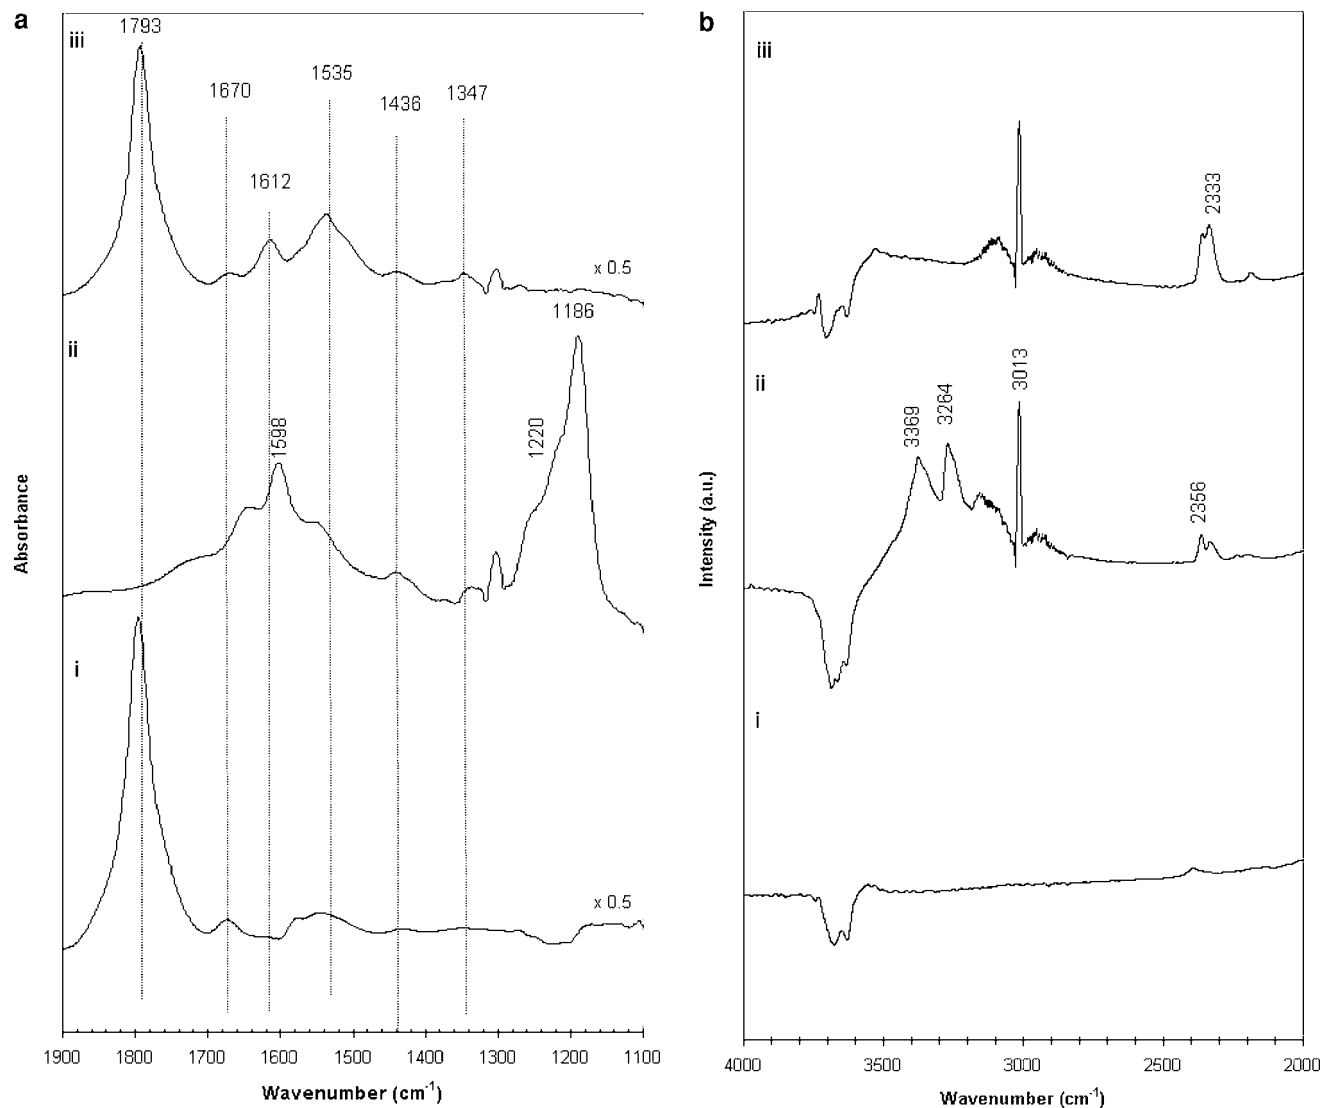 a
iii
1793
1670
1612
1535
1436
1347
x 0.5
ii
1598
1220
1186
i
x 0.5
Absorbance
1900 1800 1700 1600 1500 1400 1300 1200 1100
Wavenumber (cm-1)
b
iii
2333
ii
3369
3264
3013
2356
i
Intensity (a.u.)
4000 3500 3000 2500 2000
Wavenumber (cm-1)